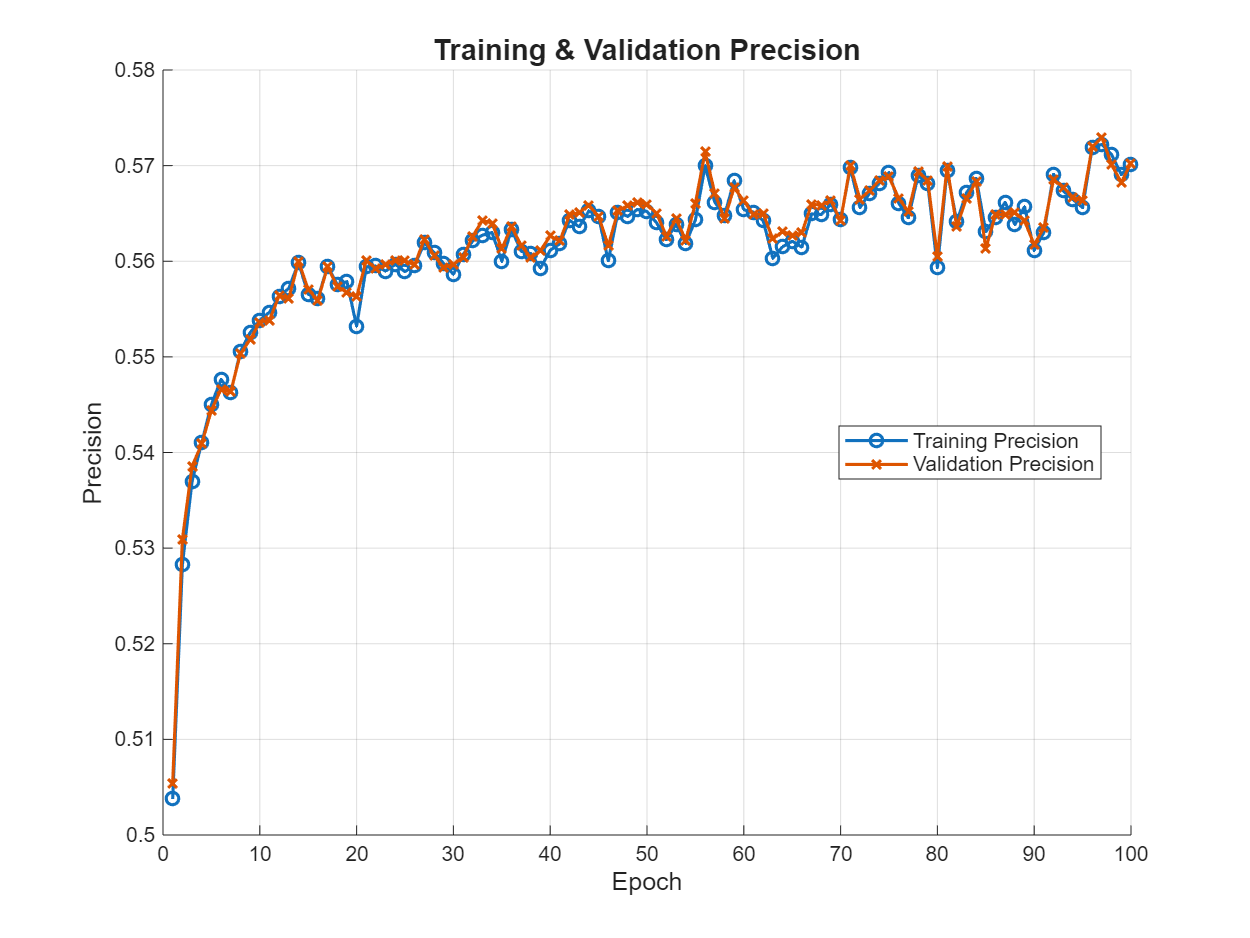 Training & Validation Precision
0.58
0.57
0.56
0.55
0.54
0.53
0.52
0.51
0.5
Precision
Training Precision
Validation Precision
0 10 20 30 40 50 60 70 80 90 100
Epoch